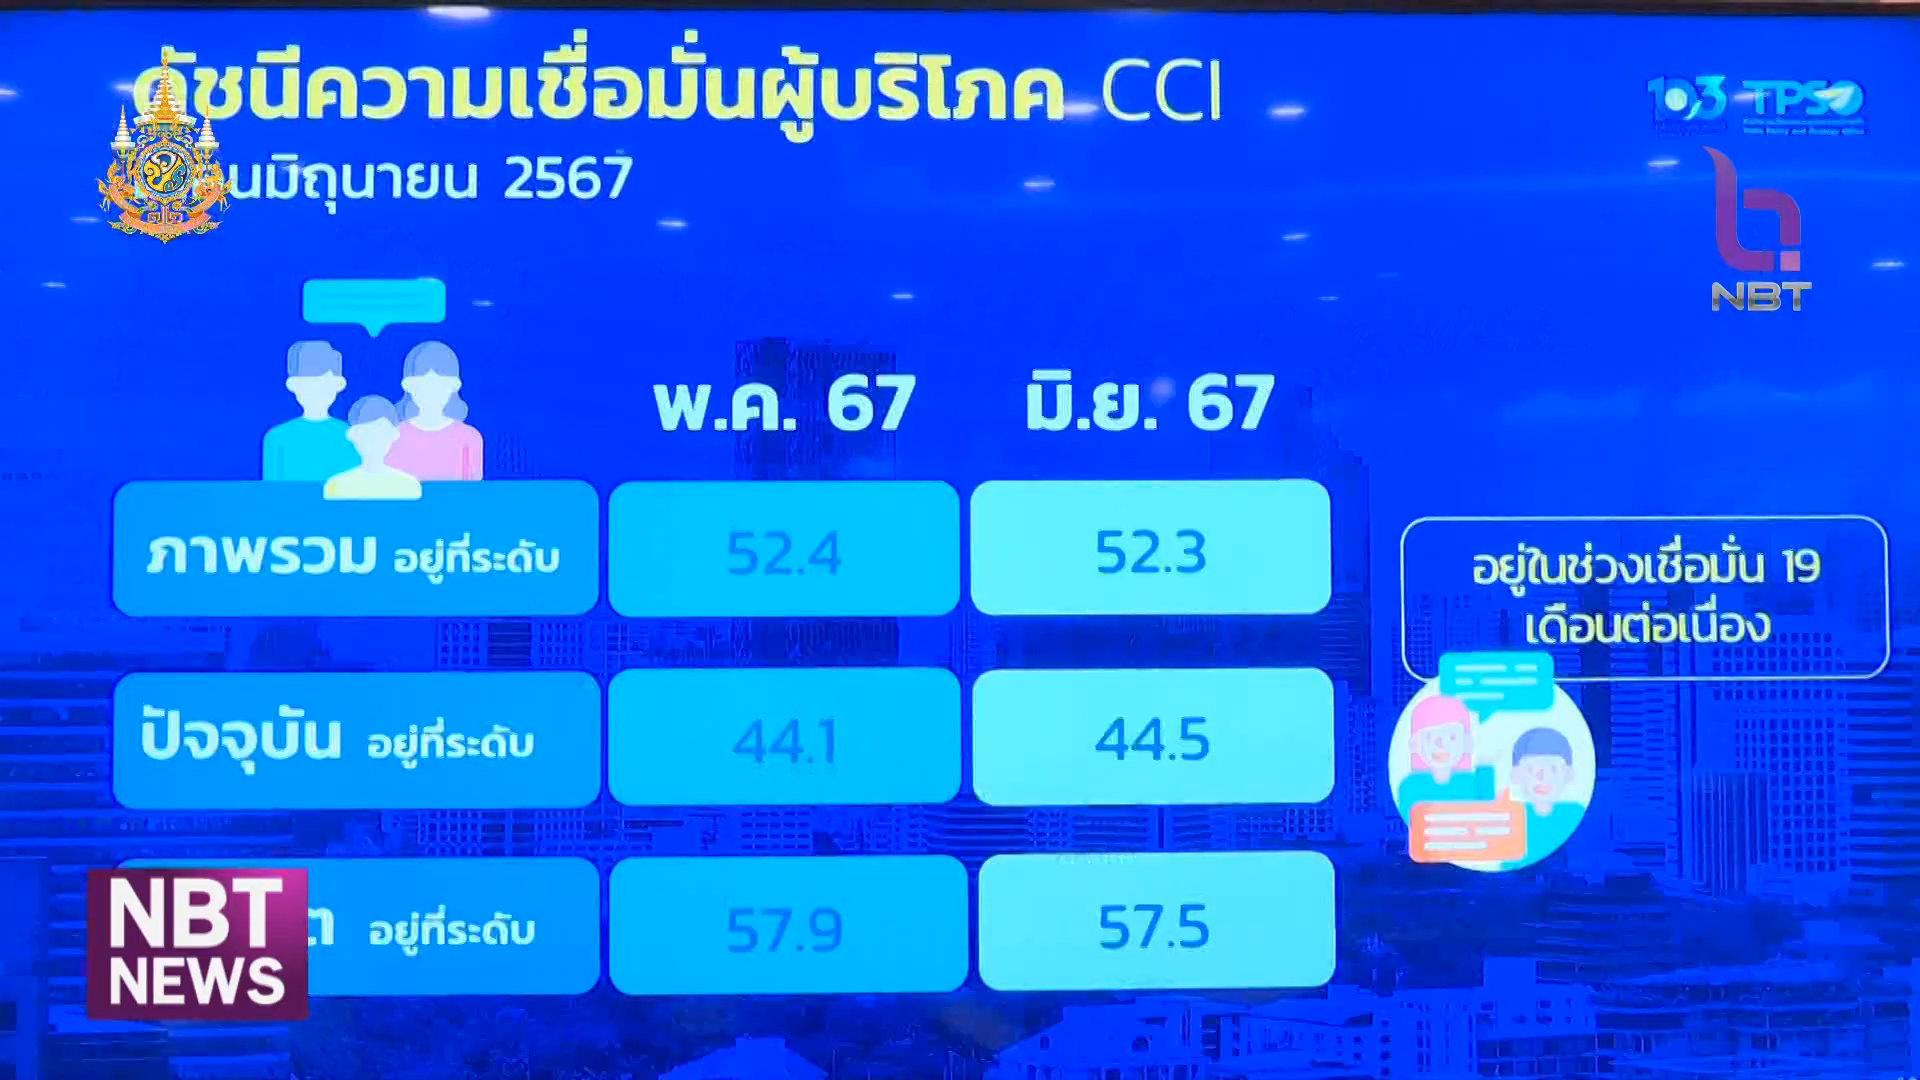 ดัชนีความเชื่อมั่นผู้บริโภค CCI
มิถุนายน 2567
TPSO
NBT
พ.ค. 67
มิ.ย. 67
ภาพรวม อยู่ที่ระดับ
52.4
52.3
อยู่ในช่วงเชื่อมั่น 19
เดือนต่อเนื่อง
ปัจจุบัน อยู่ที่ระดับ
44.1
44.5
อยู่ที่ระดับ
57.9
57.5
NBT
NEWS